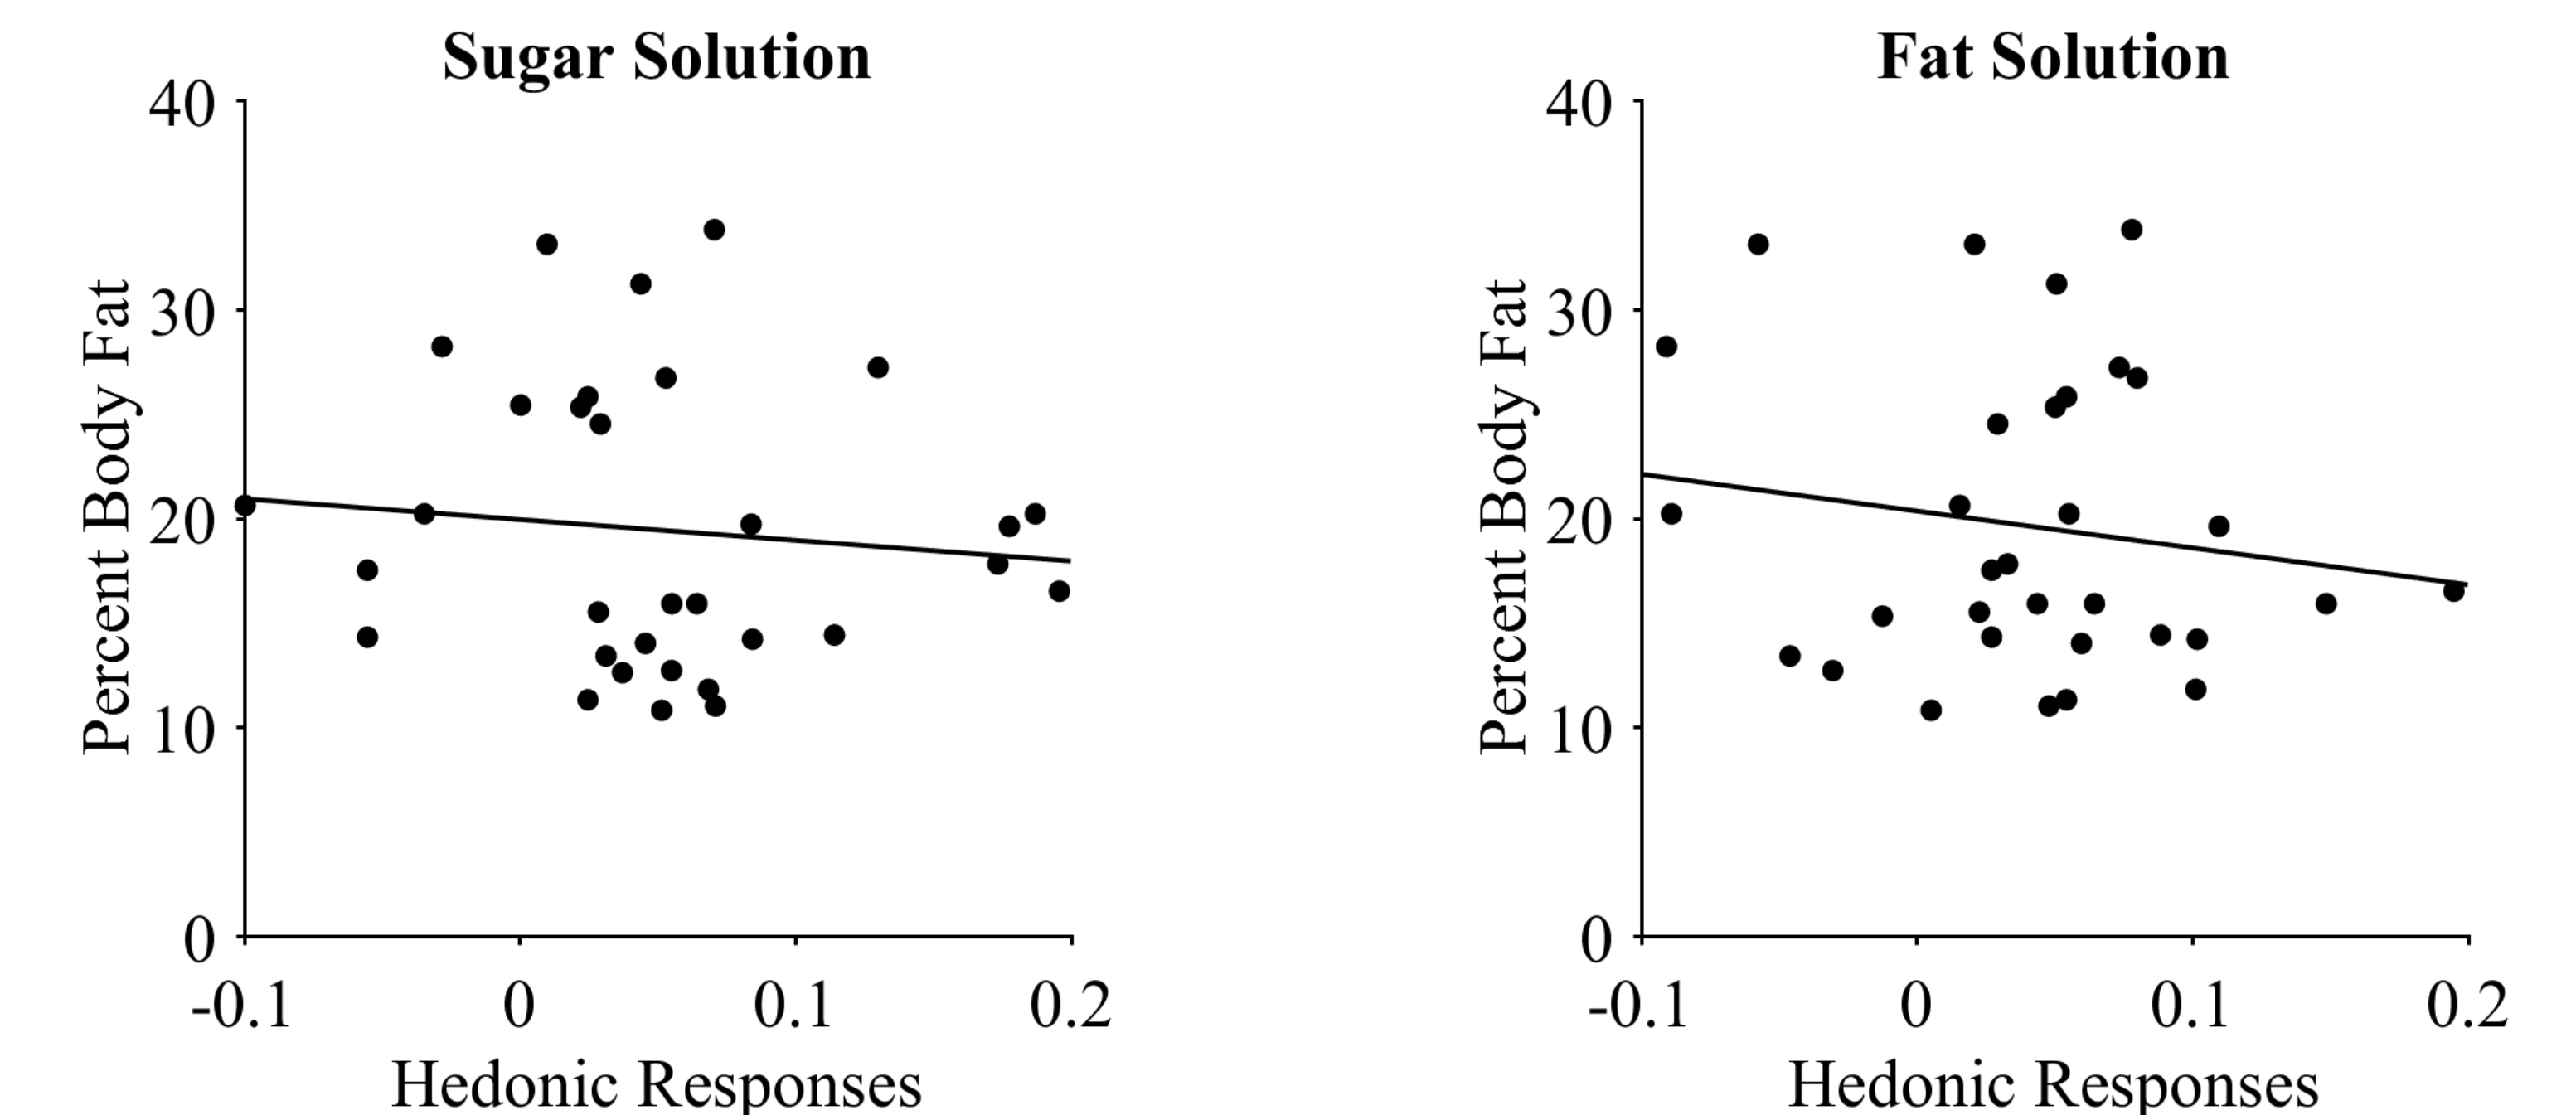 Sugar Solution
40
30
20
10
0
-0.1 0 0.1 0.2
Percent Body Fat
Hedonic Responses
Fat Solution
40
30
20
10
0
-0.1 0 0.1 0.2
Percent Body Fat
Hedonic Responses